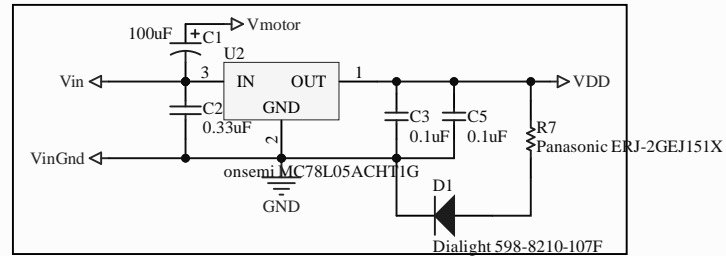 Vmotor
100uF
+
C1
U2
Vin
3
IN
OUT
1
VDD
GND
C2
0.33uF
C3
0.1uF
C5
0.1uF
R7
Panasonic ERJ-2GEJ151X
2
VinGnd
onsemi MC78L05ACHT1G
GND
D1
Dialight 598-8210-107F